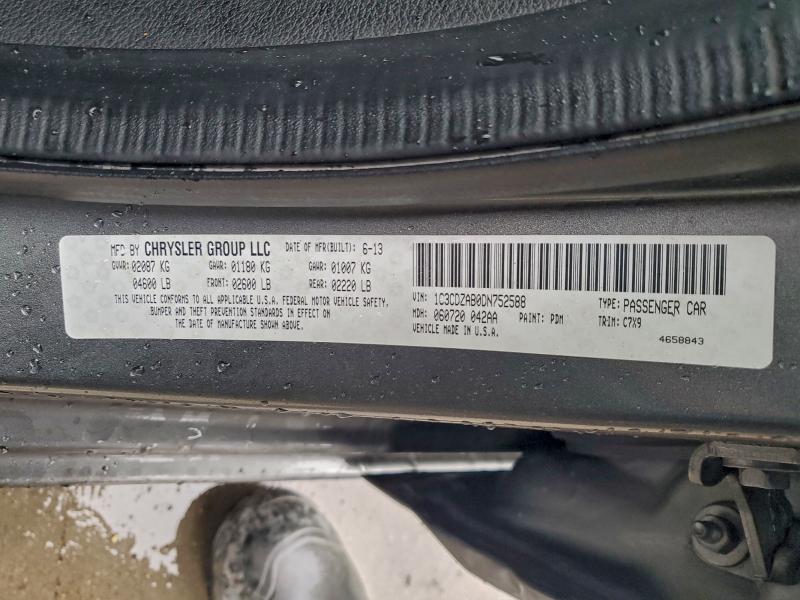 MFD BY CHRYSLER GROUP LLC DATE OF MFR(BUILT): 6-13
GVWR: 02087 KG GAWR: 01180 KG GAWR: 01007 KG
04600 LB FRONT: 02600 LB REAR: 02220 LB
THIS VEHICLE CONFORMS TO ALL APPLICABLE U.S.A. FEDERAL MOTOR VEHICLE SAFETY,
BUMPER AND THEFT PREVENTION STANDARDS IN EFFECT ON
THE DATE OF MANUFACTURE SHOWN ABOVE.
VIN: 1C3CDZAB0DN752588 TYPE: PASSENGER CAR
MDH: 060720 042AA PAINT: PDM TRIM: C7X9
VEHICLE MADE IN U.S.A.
4658843